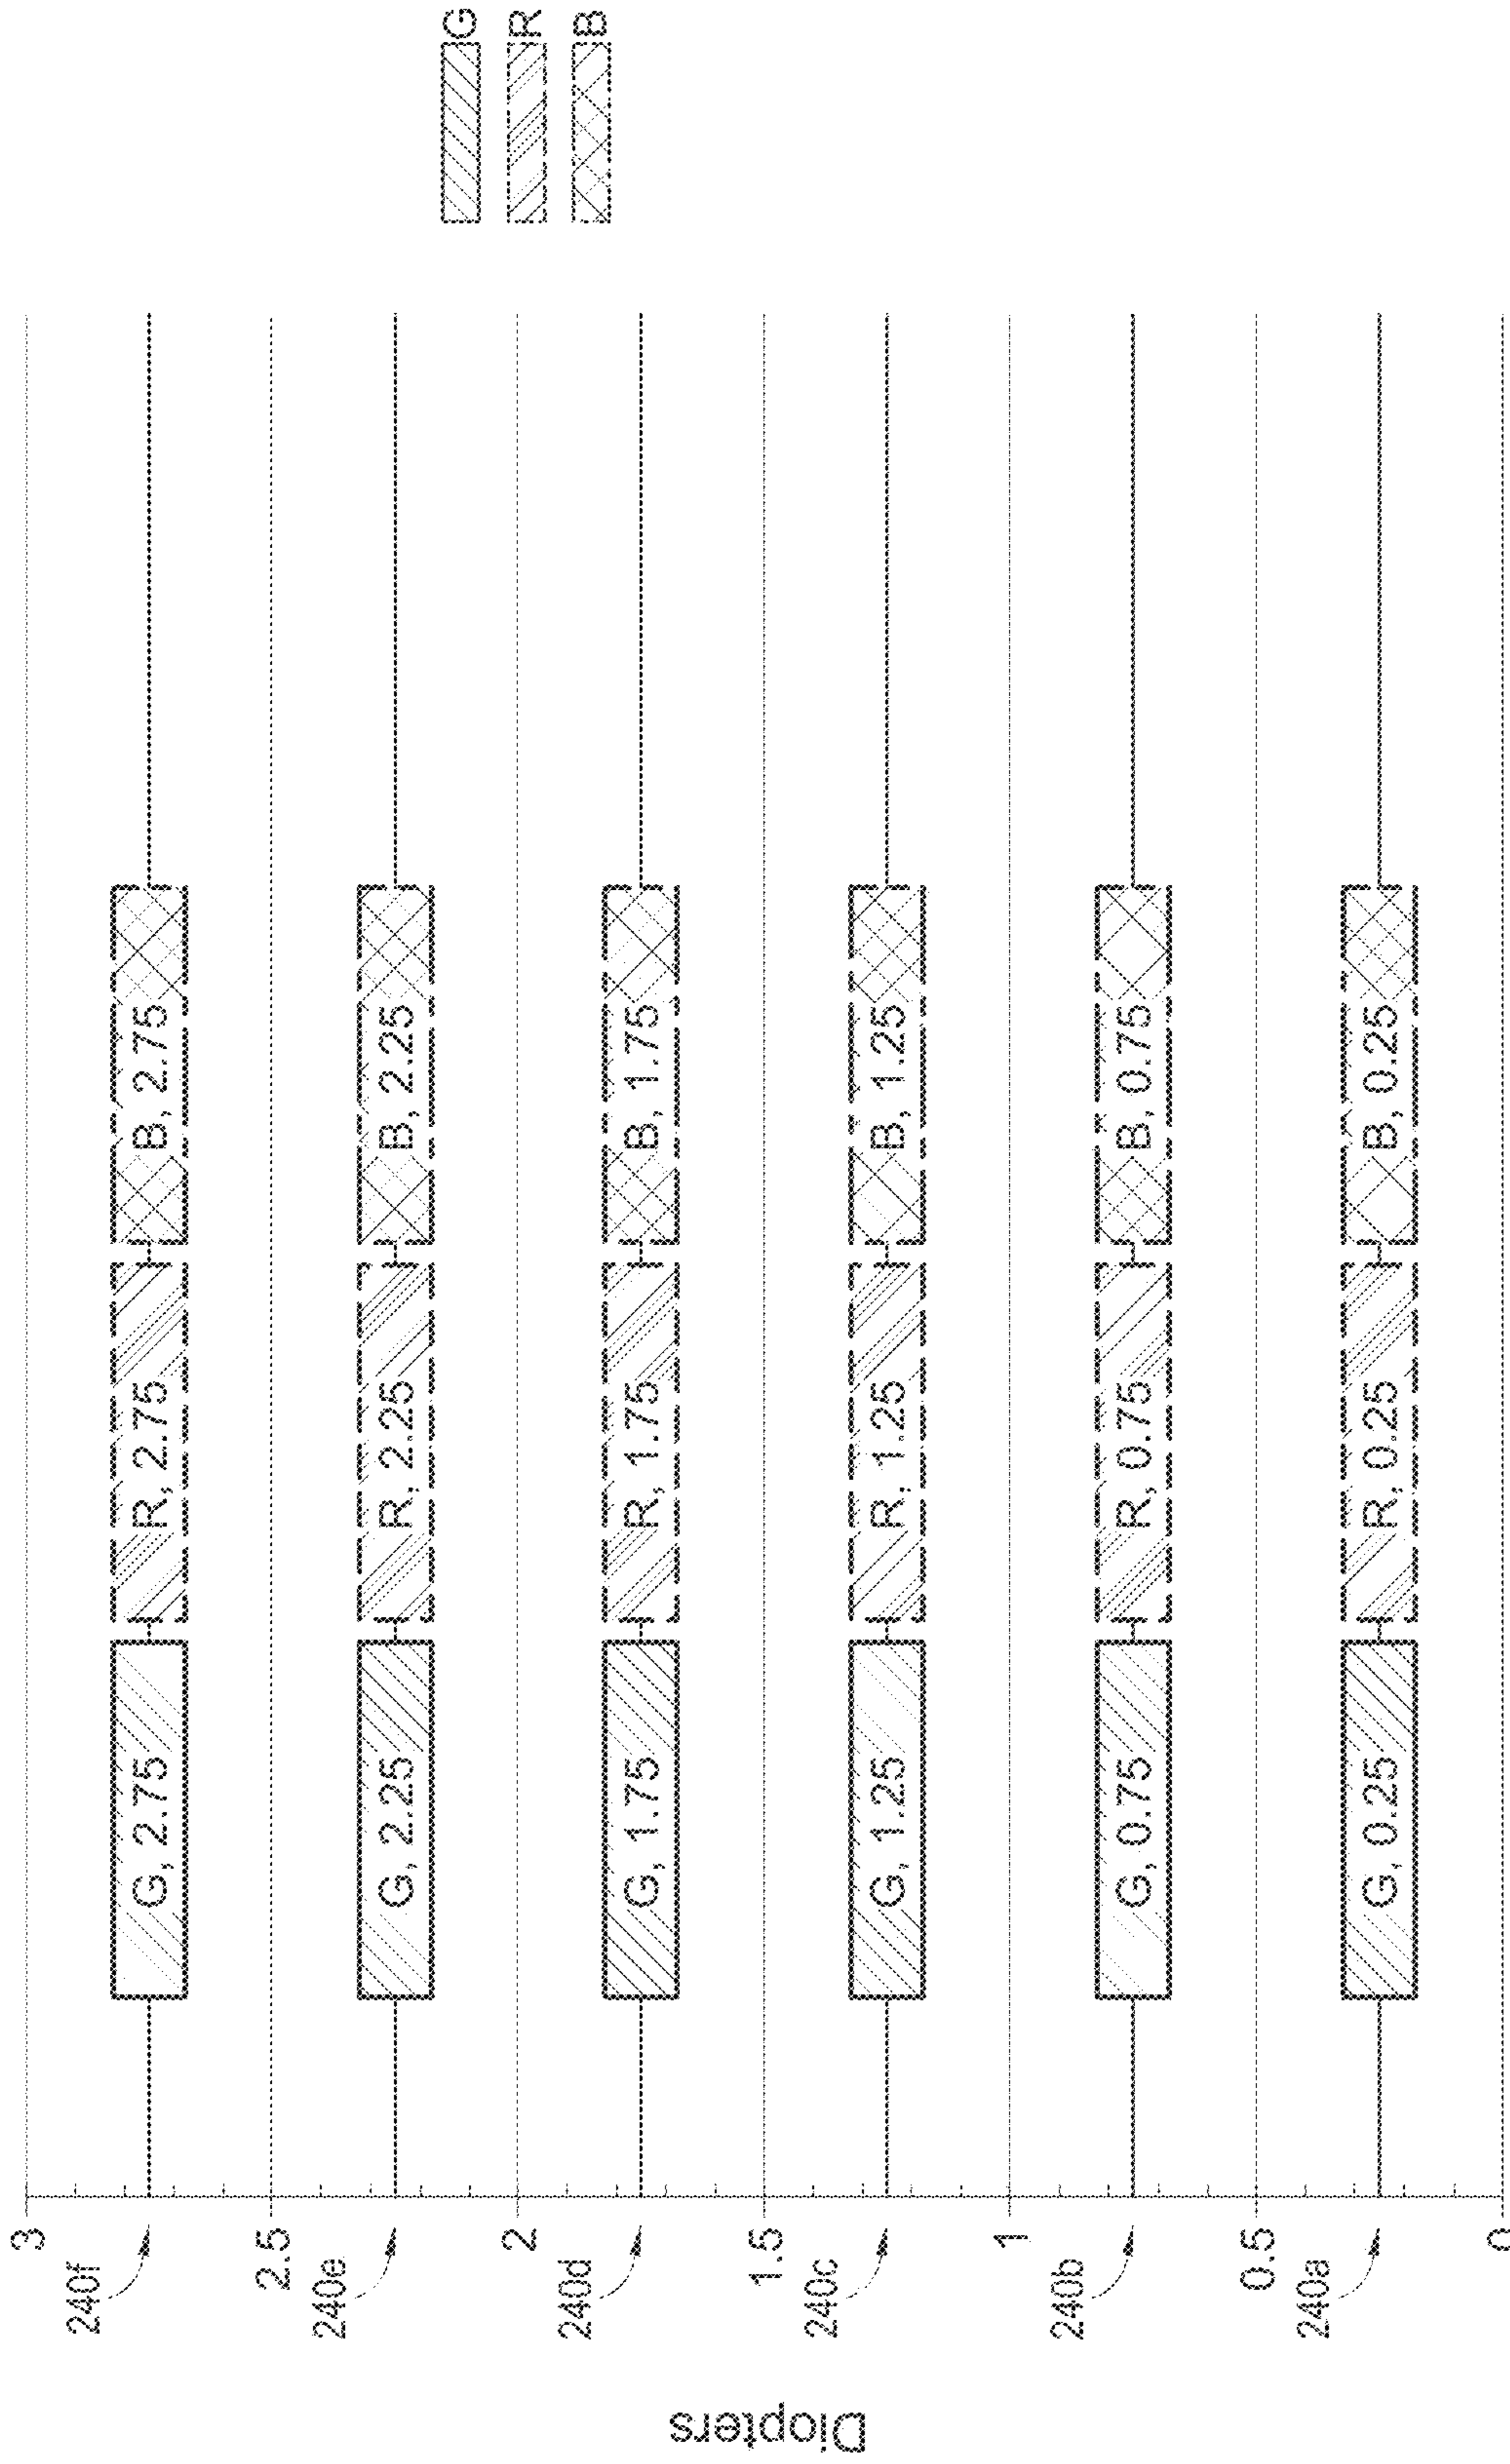 Diopters
3
240f
G, 2.75
R, 2.75
B, 2.75
2.5
240e
G, 2.25
R, 2.25
B, 2.25
2
240d
G, 1.75
R, 1.75
B, 1.75
1.5
240c
G, 1.25
R, 1.25
B, 1.25
1
240b
G, 0.75
R, 0.75
B, 0.75
0.5
240a
G, 0.25
R, 0.25
B, 0.25
0
G
R
B